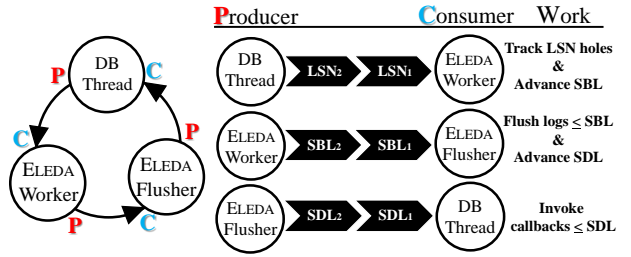 Producer Consumer Work
DB
Thread
P
C
C
P
ELEDA
Worker
ELEDA
Flusher
P
C
DB
Thread
LSN2 LSN1
ELEDA
Worker
Track LSN holes
&
Advance SBL
ELEDA
Worker
SBL2 SBL1
ELEDA
Flusher
Flush logs ≤ SBL
&
Advance SDL
ELEDA
Flusher
SDL2 SDL1
DB
Thread
Invoke
callbacks ≤ SDL